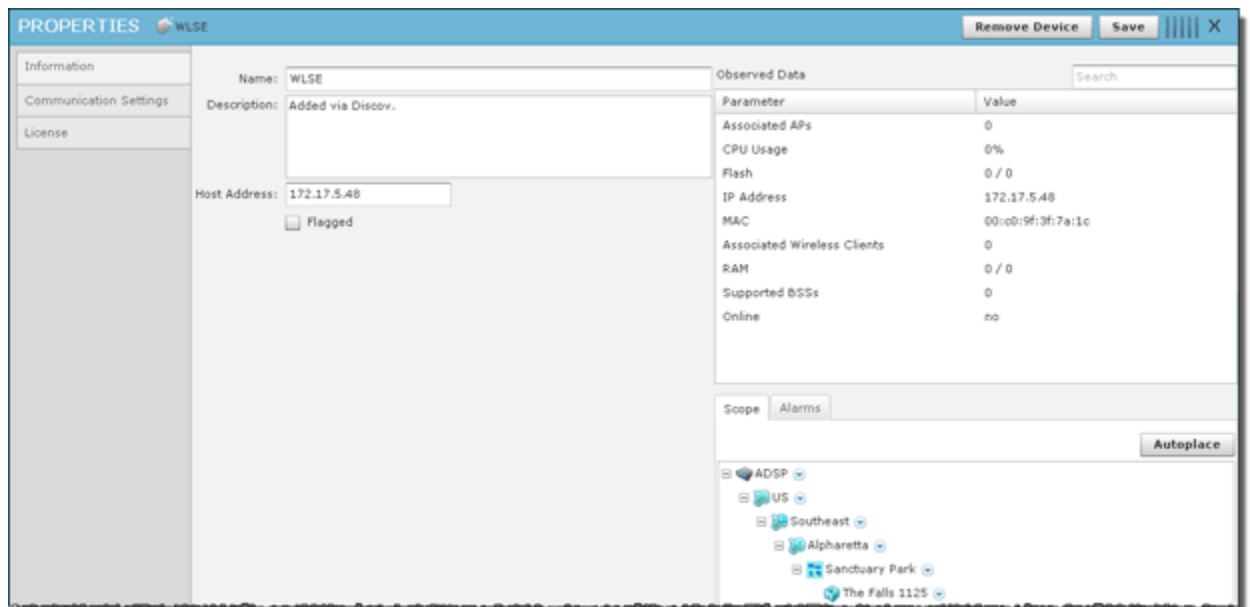 PROPERTIES WLSE Remove Device Save X
Information
Communication Settings
License
Name: WLSE
Description: Added via Discov.
Host Address: 172.17.5.48
Flagged
Observed Data Search
Parameter Value
Associated APs 0
CPU Usage 0%
Flash 0 / 0
IP Address 172.17.5.48
MAC 00:c0:9f:3f:7a:1c
Associated Wireless Clients 0
RAM 0 / 0
Supported BSSs 0
Online no
Scope Alarms
Autoplace
ADSP
US
Southeast
Alpharetta
Sanctuary Park
The Falls 1125